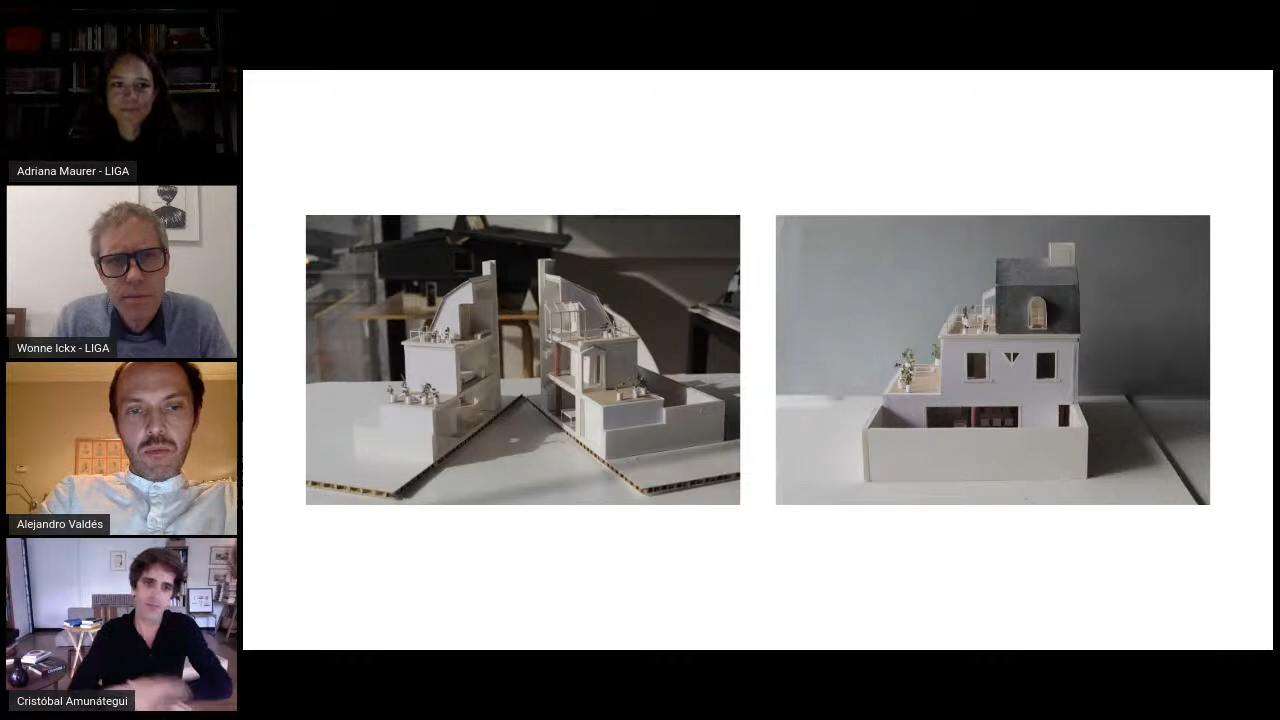 Adriana Maurer - LIGA
Wonne Ickx - LIGA
Alejandro Valdés
Cristóbal Amunátegui